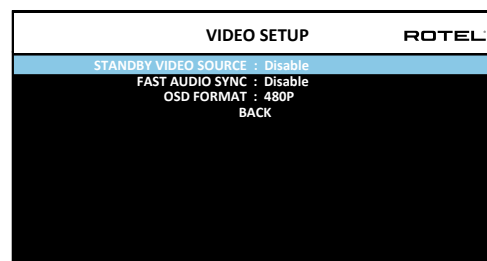 VIDEO SETUP ROTEL
STANDBY VIDEO SOURCE : Disable
FAST AUDIO SYNC : Disable
OSD FORMAT : 480P
BACK